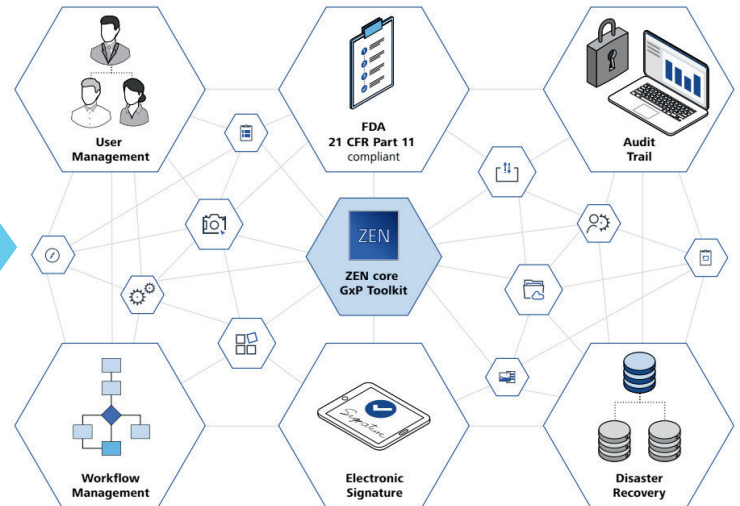 User
Management
FDA
21 CFR Part 11
compliant
Audit
Trail
ZEN
ZEN core
GxP Toolkit
Workflow
Management
Signature
Electronic
Signature
Disaster
Recovery